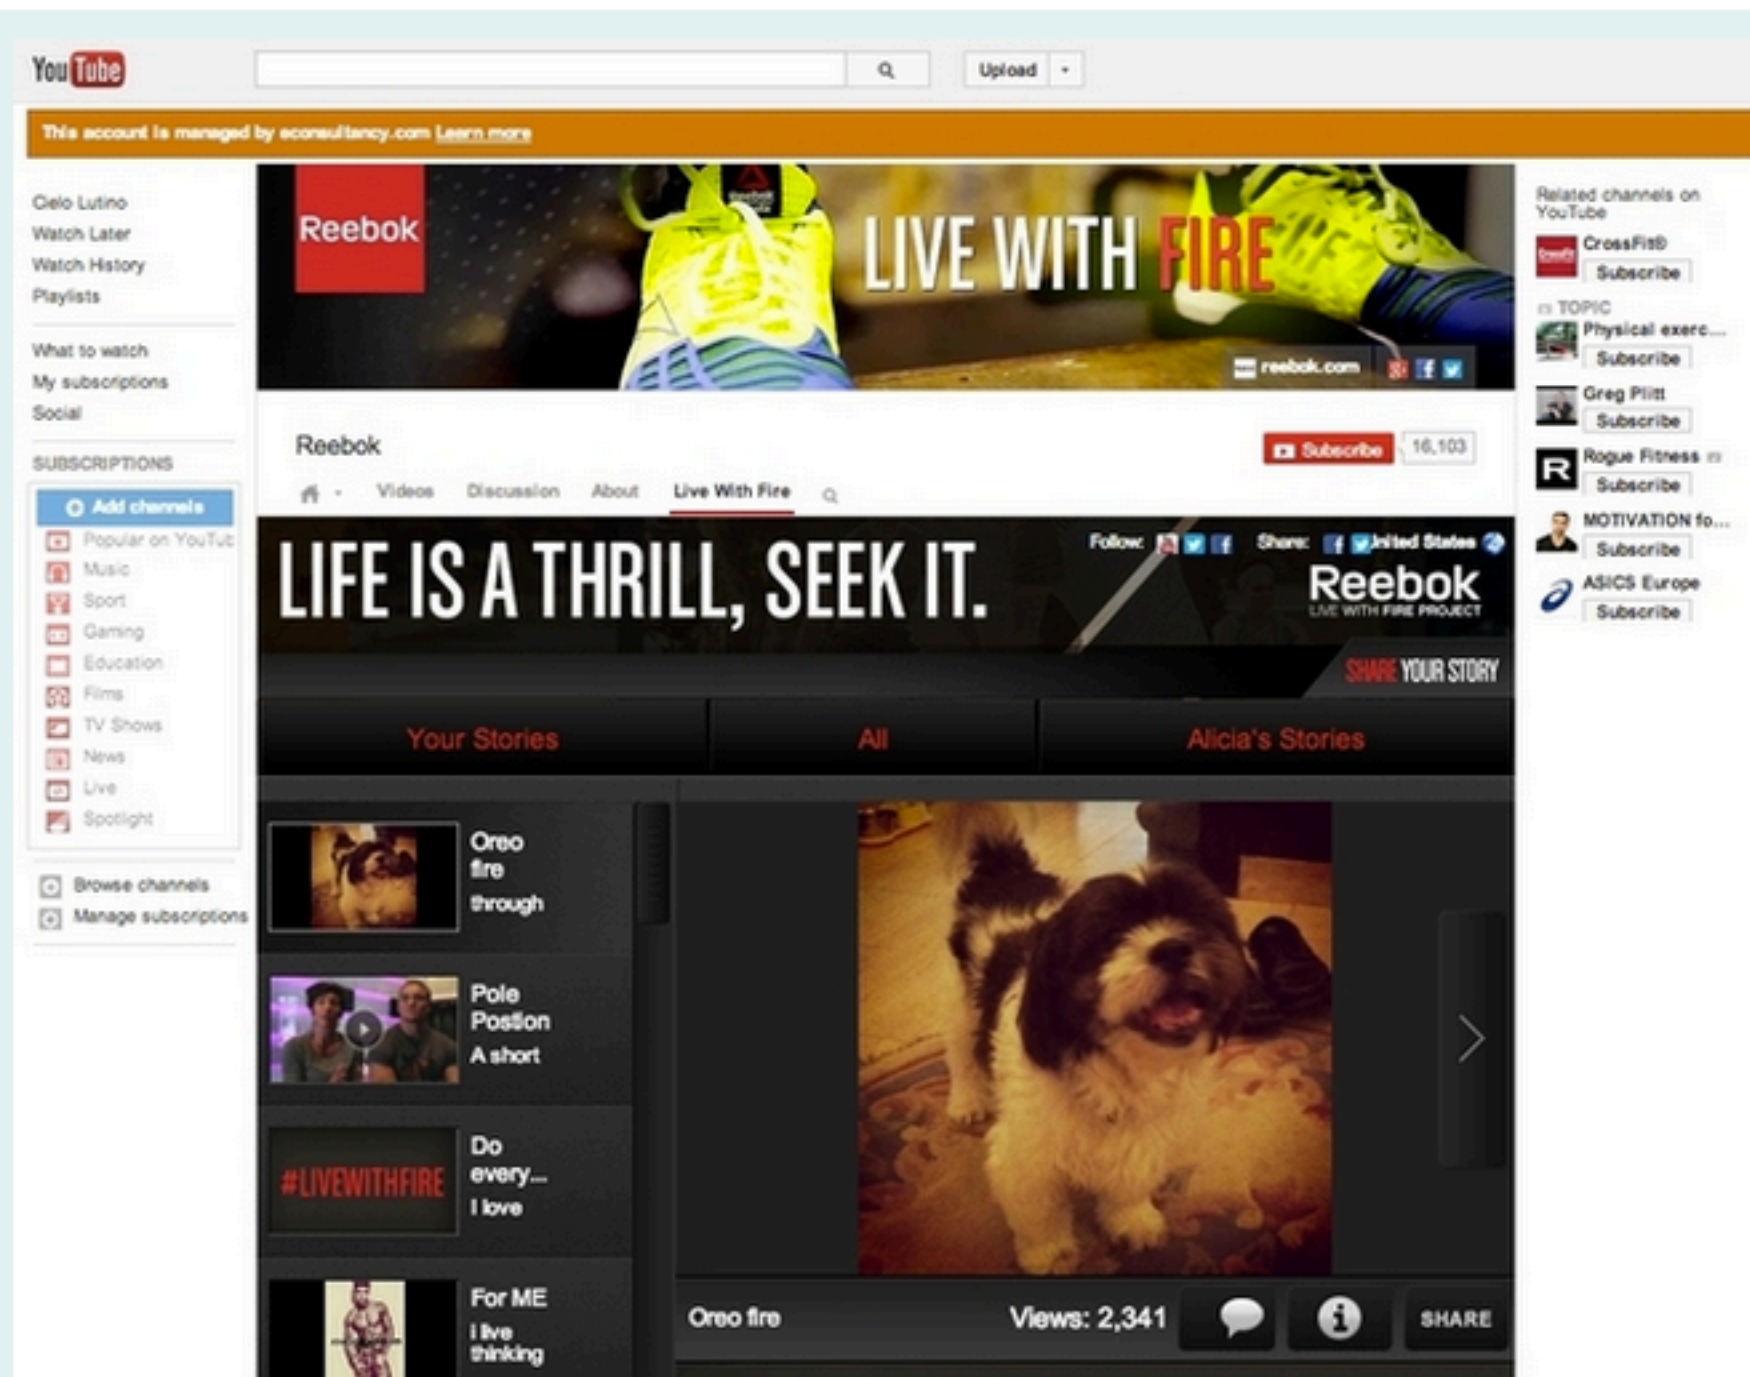 YouTube
Upload
This account is managed by econsultancy.com Learn more
Cielo Lutino
Watch Later
Watch History
Playlists
What to watch
My subscriptions
Social
SUBSCRIPTIONS
Add channels
Popular on YouTub
Music
Sport
Gaming
Education
Films
TV Shows
News
Live
Spotlight
Browse channels
Manage subscriptions
Reebok
LIVE WITH FIRE
reebok.com
Reebok
Subscribe 16,103
Videos Discussion About Live With Fire
LIFE IS A THRILL, SEEK IT.
Follow: Share: United States
Reebok
LIVE WITH FIRE PROJECT
SHARE YOUR STORY
Your Stories All Alicia's Stories
Oreo
fire
through
Pole
Postion
A short
#LIVEWITHFIRE
Do
every...
I love
For ME
i live
thinking
Oreo fire Views: 2,341 SHARE
Related channels on
YouTube
CrossFit®
Subscribe
TOPIC
Physical exerc...
Subscribe
Greg Plitt
Subscribe
Rogue Fitness
Subscribe
MOTIVATION fo...
Subscribe
ASICS Europe
Subscribe